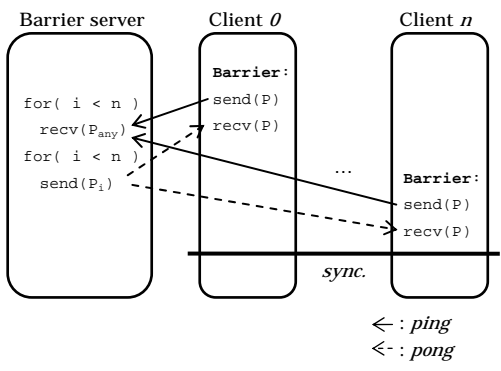 Barrier server
Client 0
Client n
for( i < n )
recv(Pany)
for( i < n )
send(Pi)
Barrier:
send(P)
recv(P)
...
Barrier:
send(P)
recv(P)
sync.
: ping
: pong